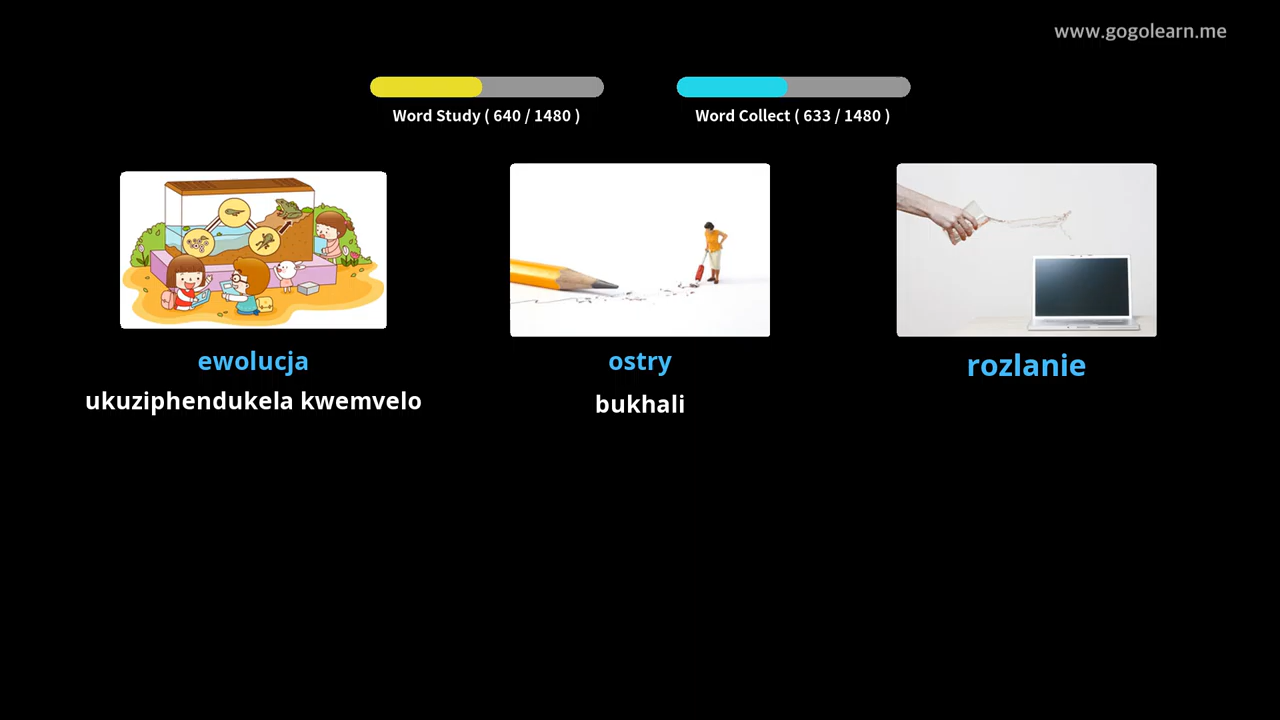 www.gogolearn.me
Word Study ( 640 / 1480 )
Word Collect ( 633 / 1480 )
ewolucja
ukuziphendukela kwemvelo
ostry
bukhali
rozlanie